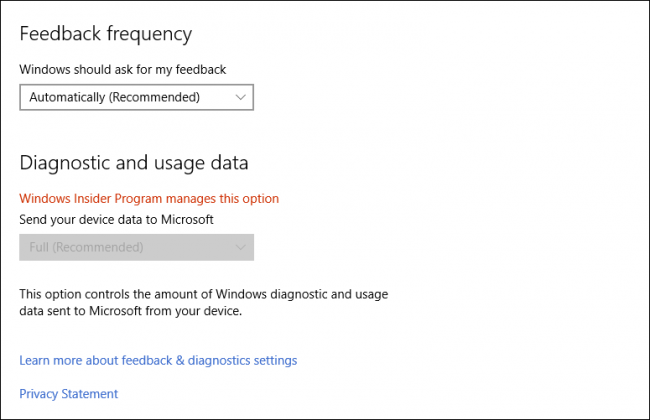 Feedback frequency
Windows should ask for my feedback
Automatically (Recommended)
Diagnostic and usage data
Windows Insider Program manages this option
Send your device data to Microsoft
Full (Recommended)
This option controls the amount of Windows diagnostic and usage
data sent to Microsoft from your device.
Learn more about feedback & diagnostics settings
Privacy Statement